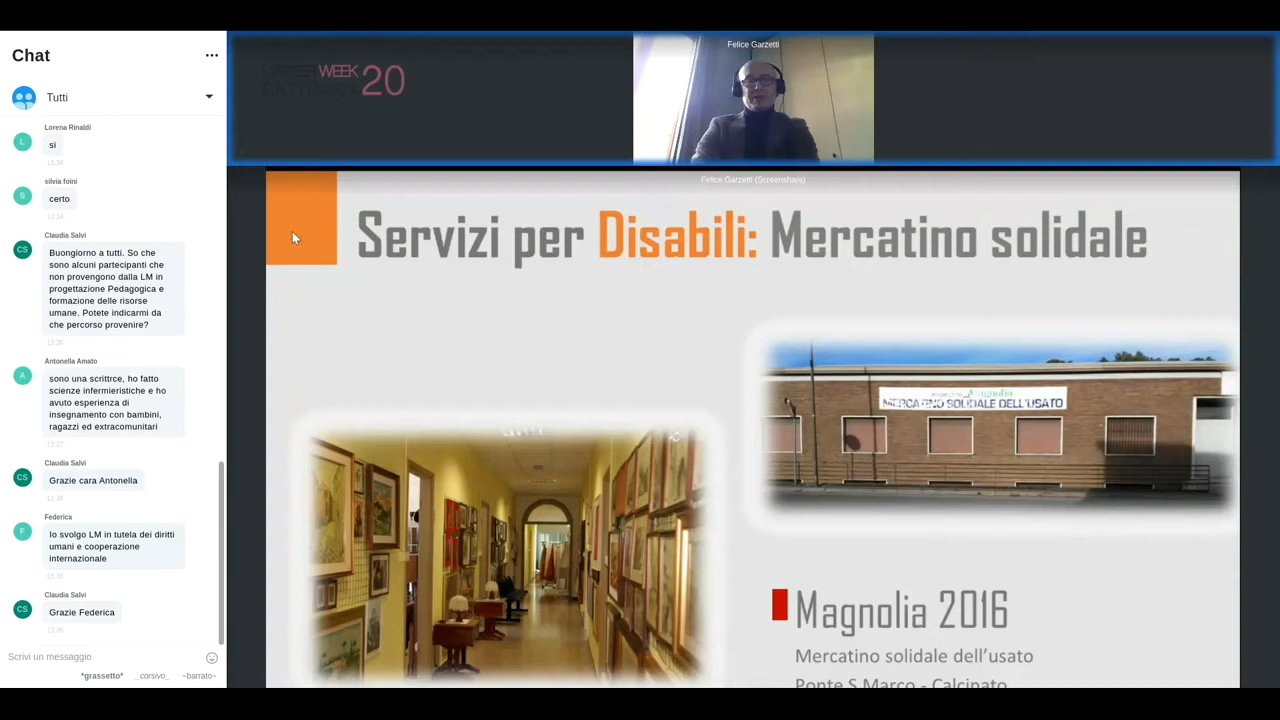 Chat
Tutti
Lorena Rinaldi
si
13:34
silvia foini
certo
13:34
Claudia Salvi
Buongiorno a tutti. So che
sono alcuni partecipanti che
non provengono dalla LM in
progettazione Pedagogica e
formazione delle risorse
umane. Potete indicarmi da
che percorso provenire?
13:36
Antonella Amato
sono una scrittrce, ho fatto
scienze infermieristiche e ho
avuto esperienza di
insegnamento con bambini,
ragazzi ed extracomunitari
13:37
Claudia Salvi
Grazie cara Antonella
13:38
Federica
Io svolgo LM in tutela dei diritti
umani e cooperazione
internazionale
13:38
Claudia Salvi
Grazie Federica
13:38
Scrivi un messaggio
*grassetto* _corsivo_ ~barrato~
WEEK
20
Felice Garzetti
Felice Garzetti (Screenshare)
Servizi per Disabili: Mercatino solidale
Magnolia
MERCATINO SOLIDALE DELL'USATO
Magnolia 2016
Mercatino solidale dell'usato
Ponte S.Marco - Calcinato